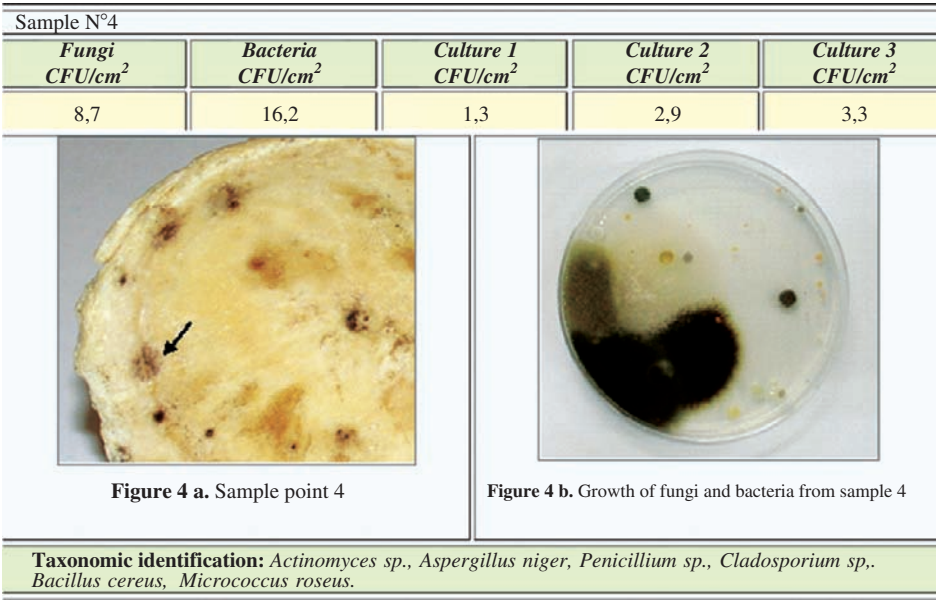 Sample N°4
Fungi CFU/cm²
Bacteria CFU/cm²
Culture 1 CFU/cm²
Culture 2 CFU/cm²
Culture 3 CFU/cm²
8,7
16,2
1,3
2,9
3,3
Figure 4 a. Sample point 4
Figure 4 b. Growth of fungi and bacteria from sample 4
Taxonomic identification: Actinomyces sp., Aspergillus niger, Penicillium sp., Cladosporium sp,.
Bacillus cereus, Micrococcus roseus.